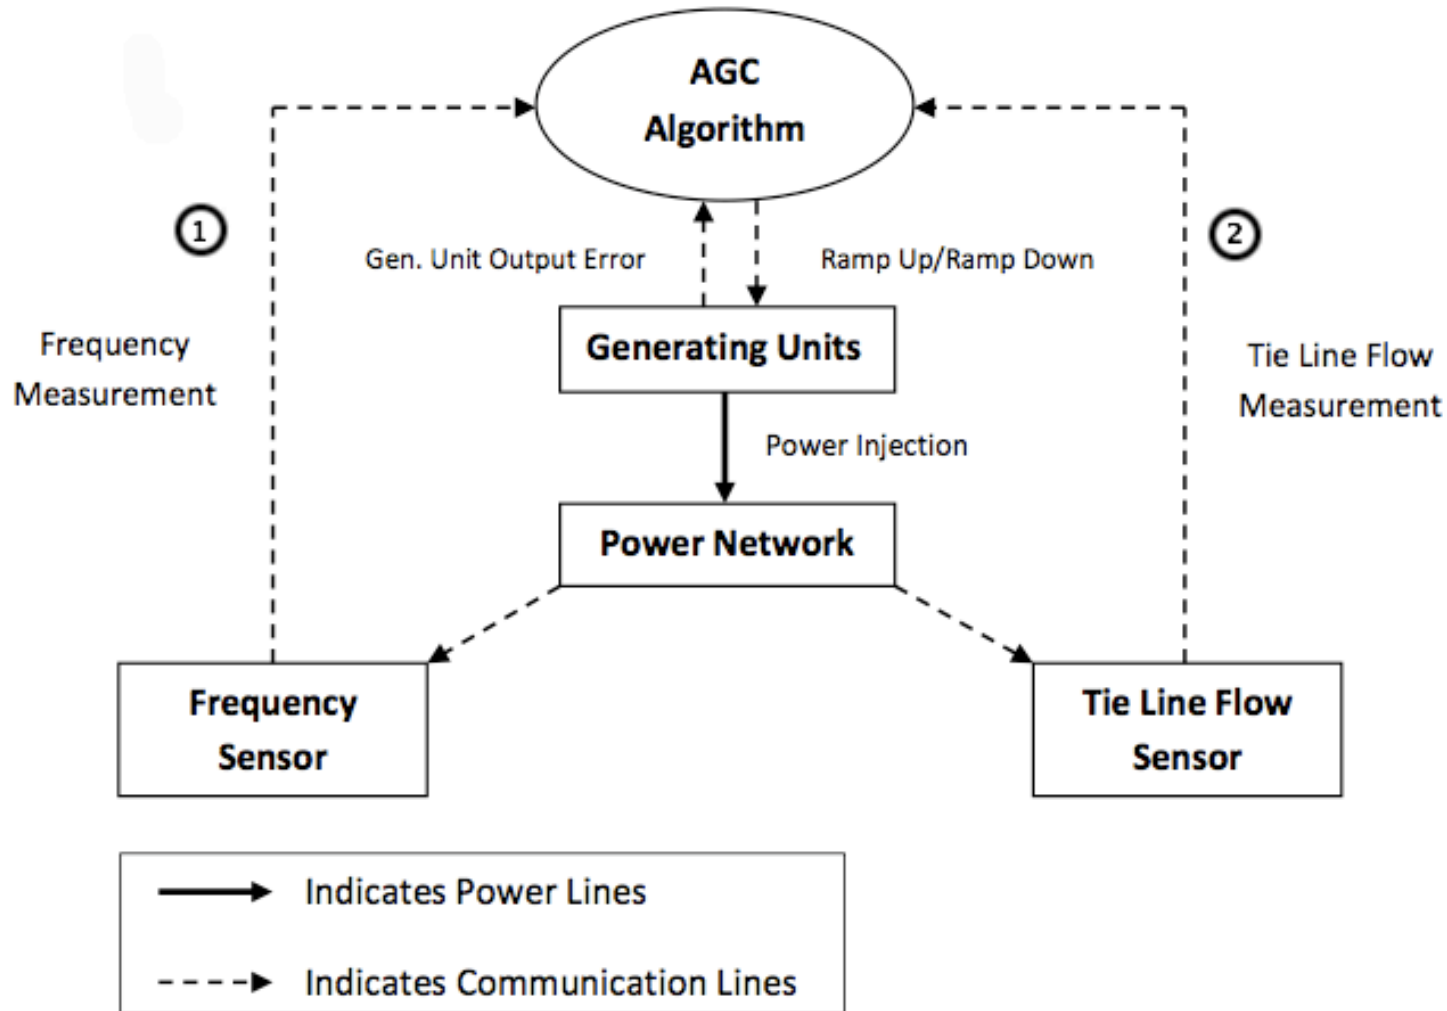 AGC
Algorithm
1
2
Gen. Unit Output Error
Ramp Up/Ramp Down
Frequency
Measurement
Generating Units
Tie Line Flow
Measurement
Power Injection
Power Network
Frequency
Sensor
Tie Line Flow
Sensor
Indicates Power Lines
Indicates Communication Lines